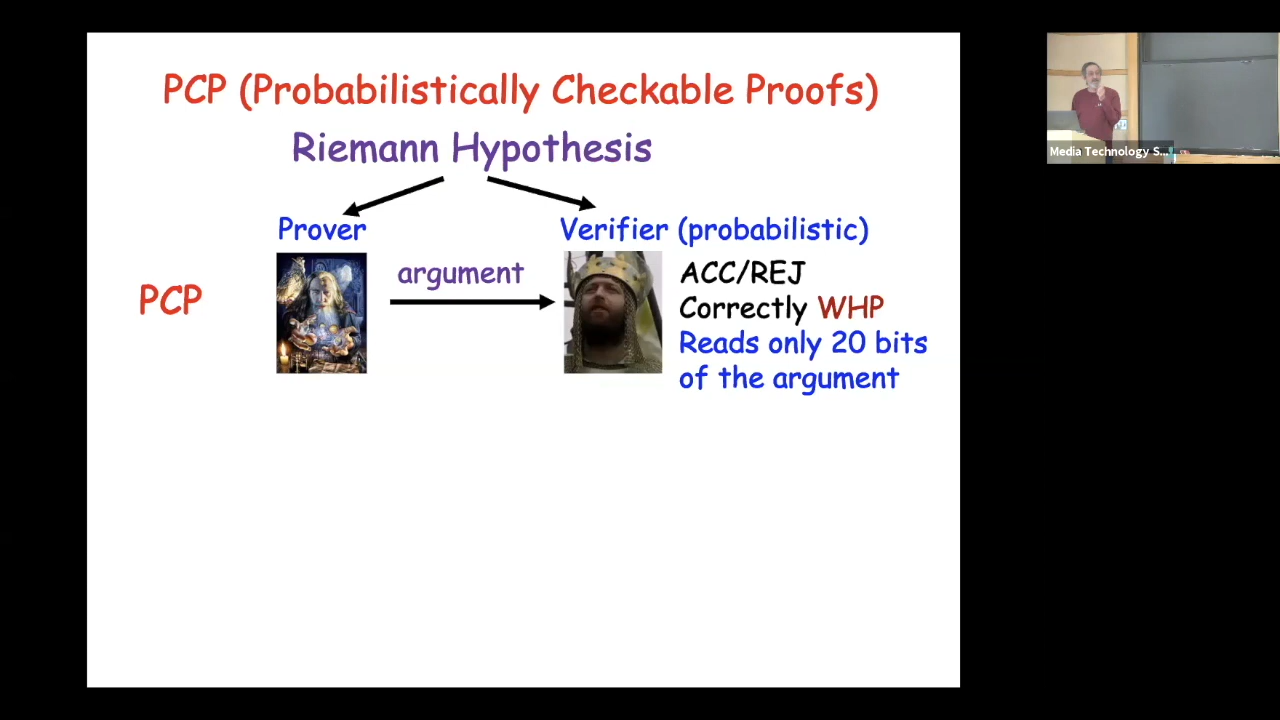 PCP (Probabilistically Checkable Proofs)
Riemann Hypothesis
Prover
Verifier (probabilistic)
PCP
argument
ACC/REJ
Correctly WHP
Reads only 20 bits
of the argument
Media Technology S...